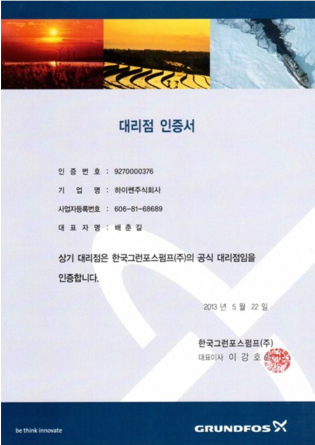 대리점 인증서
인 증 번 호 : 9270000376
기 업 명 : 하이펜주식회사
사업자등록번호 : 606-81-68689
대 표 자 명 : 배 춘 길
상기 대리점은 한국그런포스펌프(주)의 공식 대리점임을
인증합니다.
2013 년 5 월 22 일
한국그런포스펌프(주)
대표이사 이 강 호
be think innovate
GRUNDFOS